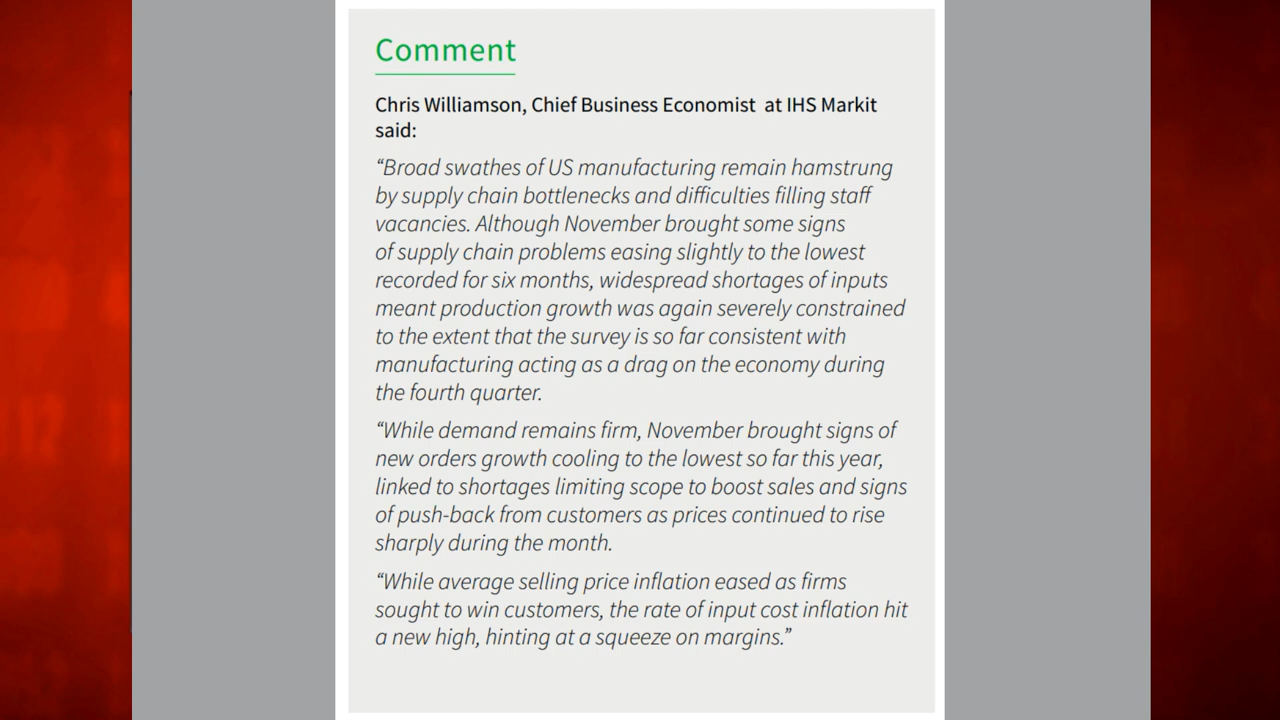 Comment
Chris Williamson, Chief Business Economist at IHS Markit
said:
“Broad swathes of US manufacturing remain hamstrung
by supply chain bottlenecks and difficulties filling staff
vacancies. Although November brought some signs
of supply chain problems easing slightly to the lowest
recorded for six months, widespread shortages of inputs
meant production growth was again severely constrained
to the extent that the survey is so far consistent with
manufacturing acting as a drag on the economy during
the fourth quarter.
“While demand remains firm, November brought signs of
new orders growth cooling to the lowest so far this year,
linked to shortages limiting scope to boost sales and signs
of push-back from customers as prices continued to rise
sharply during the month.
“While average selling price inflation eased as firms
sought to win customers, the rate of input cost inflation hit
a new high, hinting at a squeeze on margins.”